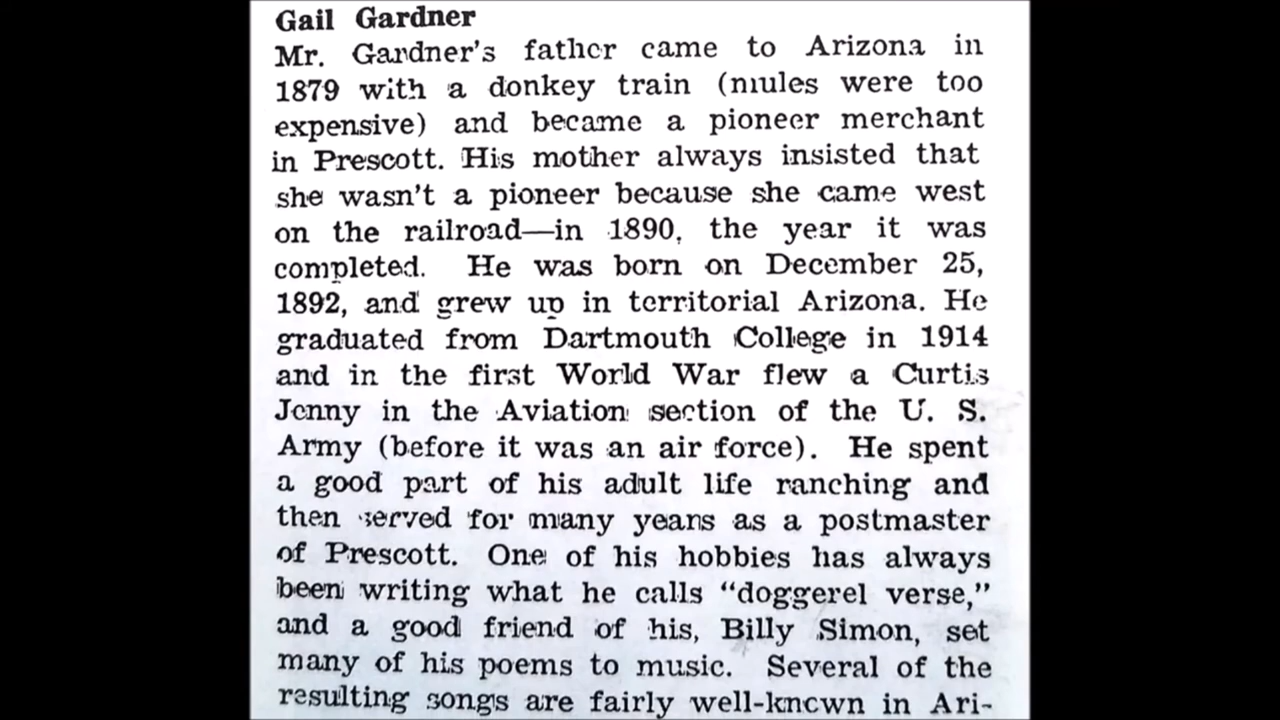 Gail Gardner
Mr. Gardner's father came to Arizona in
1879 with a donkey train (mules were too
expensive) and became a pioneer merchant
in Prescott. His mother always insisted that
she wasn't a pioneer because she came west
on the railroad—in 1890, the year it was
completed. He was born on December 25,
1892, and grew up in territorial Arizona. He
graduated from Dartmouth College in 1914
and in the first World War flew a Curtis
Jenny in the Aviation section of the U. S.
Army (before it was an air force). He spent
a good part of his adult life ranching and
then served for many years as a postmaster
of Prescott. One of his hobbies has always
been writing what he calls "doggerel verse,"
and a good friend of his, Billy Simon, set
many of his poems to music. Several of the
resulting songs are fairly well-known in Ari-